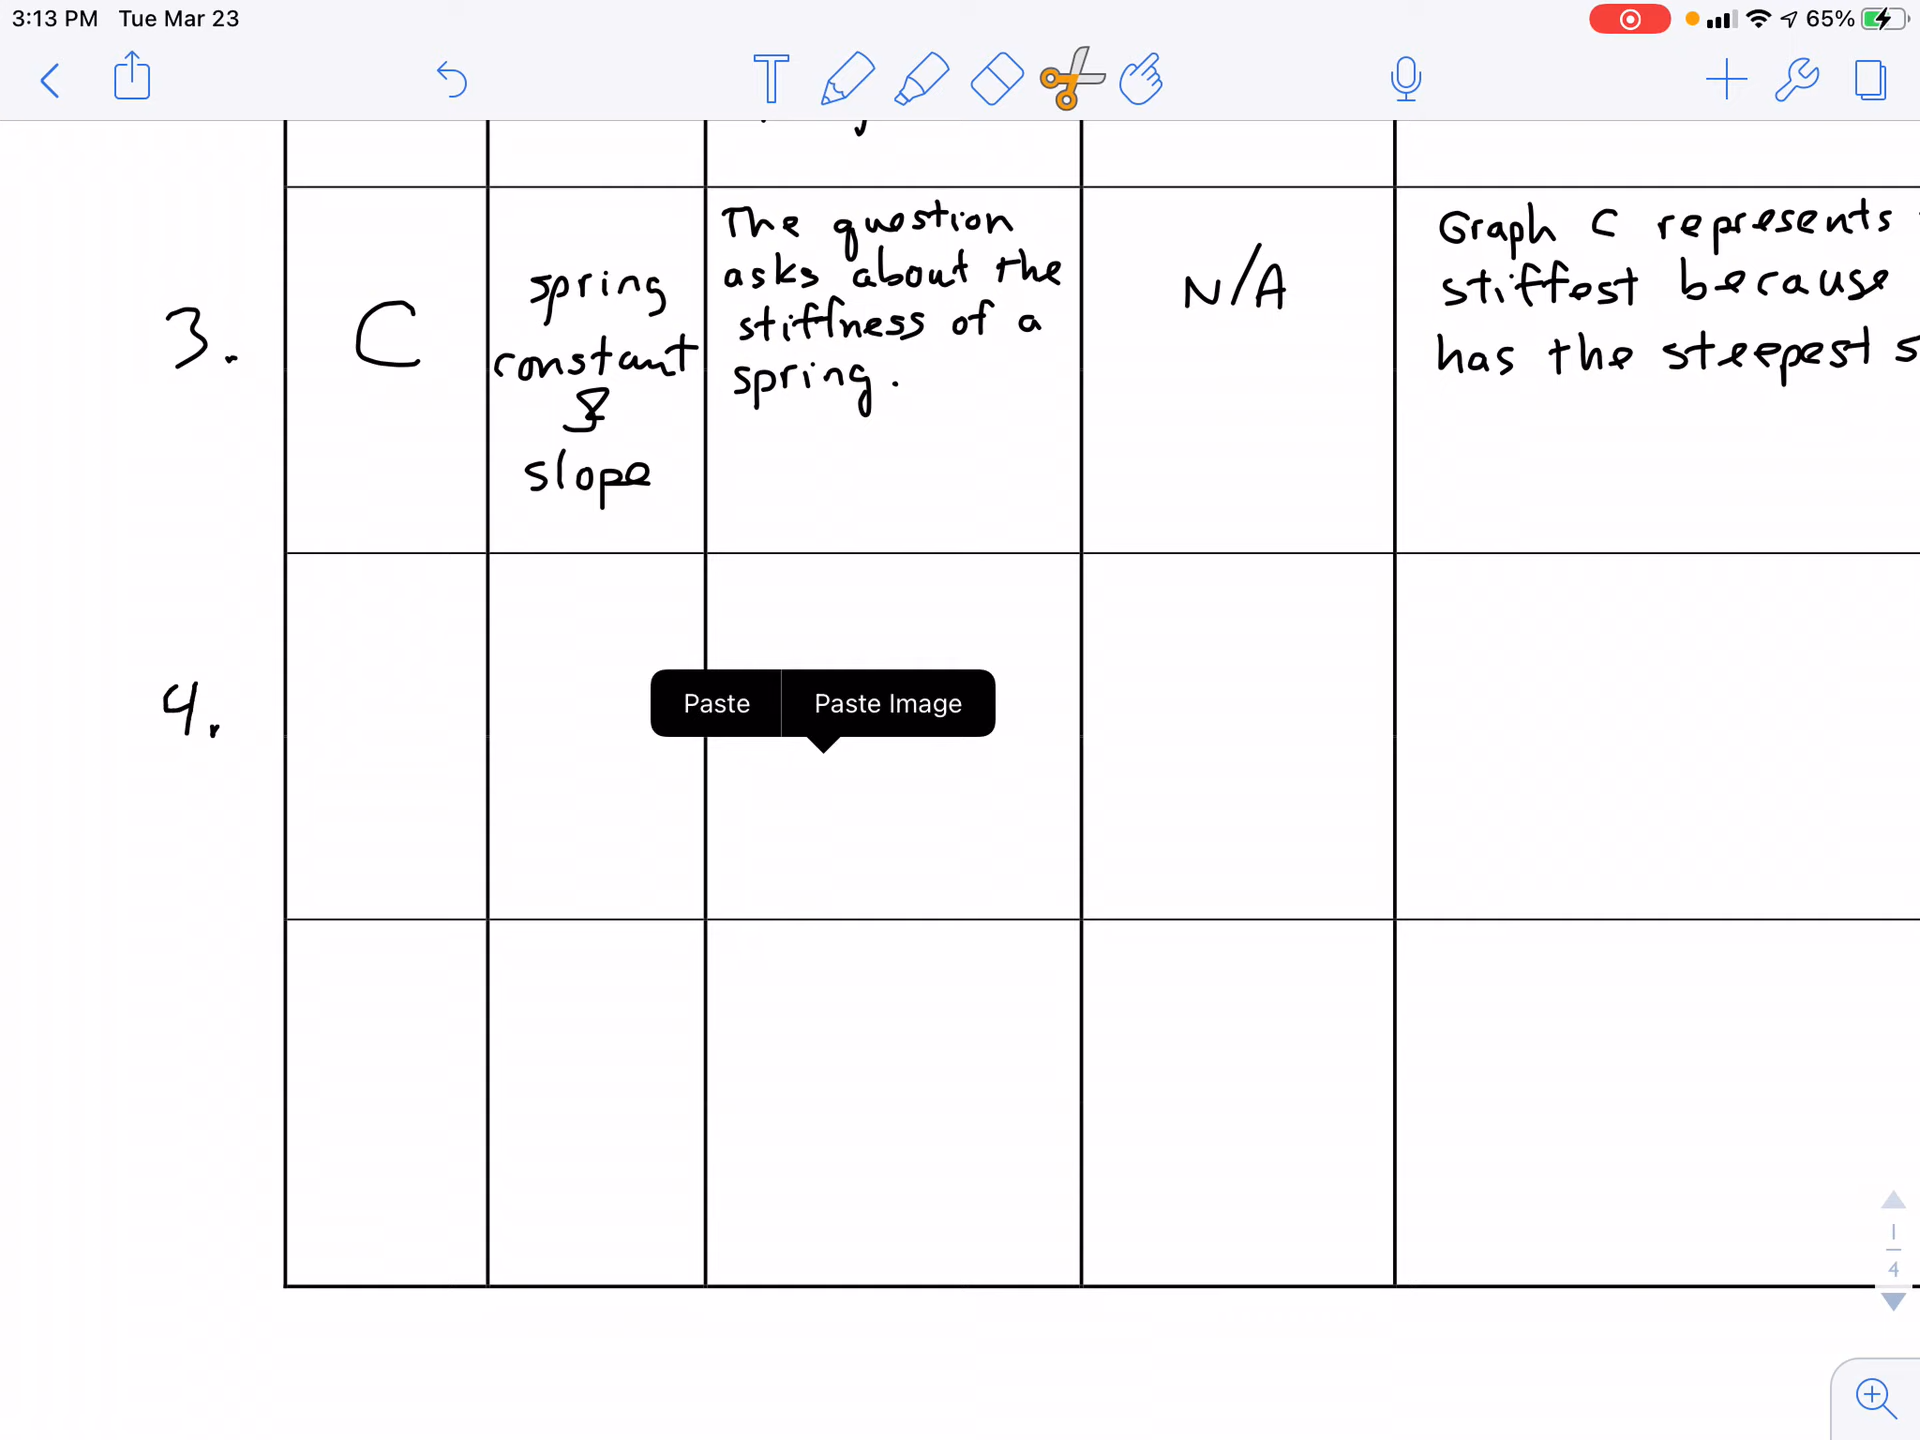 3:13 PM Tue Mar 23
65%
T
3.
C
spring
constant
&
slope
The question
asks about the
stiffness of a
spring.
N/A
Graph C represents
stiffest because
has the steepest s
4.
Paste
Paste Image
1
4